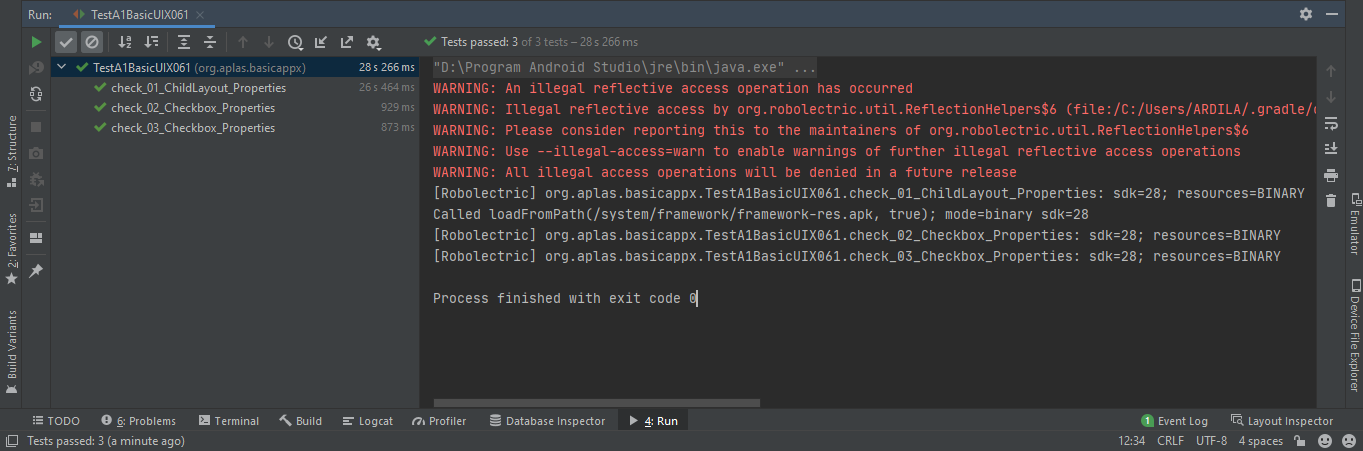 Run: TestA1BasicUIX061
Tests passed: 3 of 3 tests – 28 s 266 ms
TestA1BasicUIX061 (org.aplas.basicappx) 28 s 266 ms
check_01_ChildLayout_Properties 26 s 464 ms
check_02_Checkbox_Properties 929 ms
check_03_Checkbox_Properties 873 ms
"D:\Program Android Studio\jre\bin\java.exe" ...
WARNING: An illegal reflective access operation has occurred
WARNING: Illegal reflective access by org.robolectric.util.ReflectionHelpers$6 (file:/C:/Users/ARDILA/.gradle/c
WARNING: Please consider reporting this to the maintainers of org.robolectric.util.ReflectionHelpers$6
WARNING: Use --illegal-access=warn to enable warnings of further illegal reflective access operations
WARNING: All illegal access operations will be denied in a future release
[Robolectric] org.aplas.basicappx.TestA1BasicUIX061.check_01_ChildLayout_Properties: sdk=28; resources=BINARY
Called loadFromPath(/system/framework/framework-res.apk, true); mode=binary sdk=28
[Robolectric] org.aplas.basicappx.TestA1BasicUIX061.check_02_Checkbox_Properties: sdk=28; resources=BINARY
[Robolectric] org.aplas.basicappx.TestA1BasicUIX061.check_03_Checkbox_Properties: sdk=28; resources=BINARY
Process finished with exit code 0
7: Structure
2: Favorites
Build Variants
Emulator
Device File Explorer
TODO 6: Problems Terminal Build Logcat Profiler Database Inspector 4: Run 1 Event Log Layout Inspector
Tests passed: 3 (a minute ago) 12:34 CRLF UTF-8 4 spaces